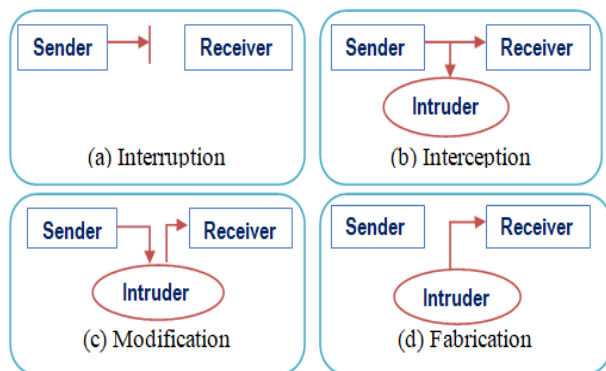 Sender Receiver
(a) Interruption
Sender Receiver
Intruder
(b) Interception
Sender Receiver
Intruder
(c) Modification
Sender Receiver
Intruder
(d) Fabrication